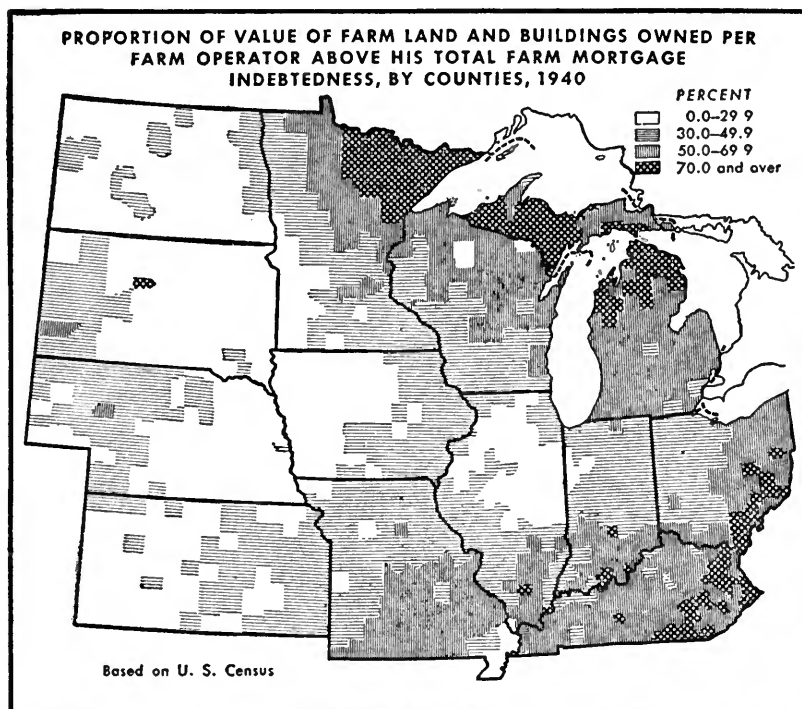 PROPORTION OF VALUE OF FARM LAND AND BUILDINGS OWNED PER
FARM OPERATOR ABOVE HIS TOTAL FARM MORTGAGE
INDEBTEDNESS, BY COUNTIES, 1940
PERCENT
0.0–29 9
30.0–49.9
50.0–69 9
70.0 and over
Based on U. S. Census